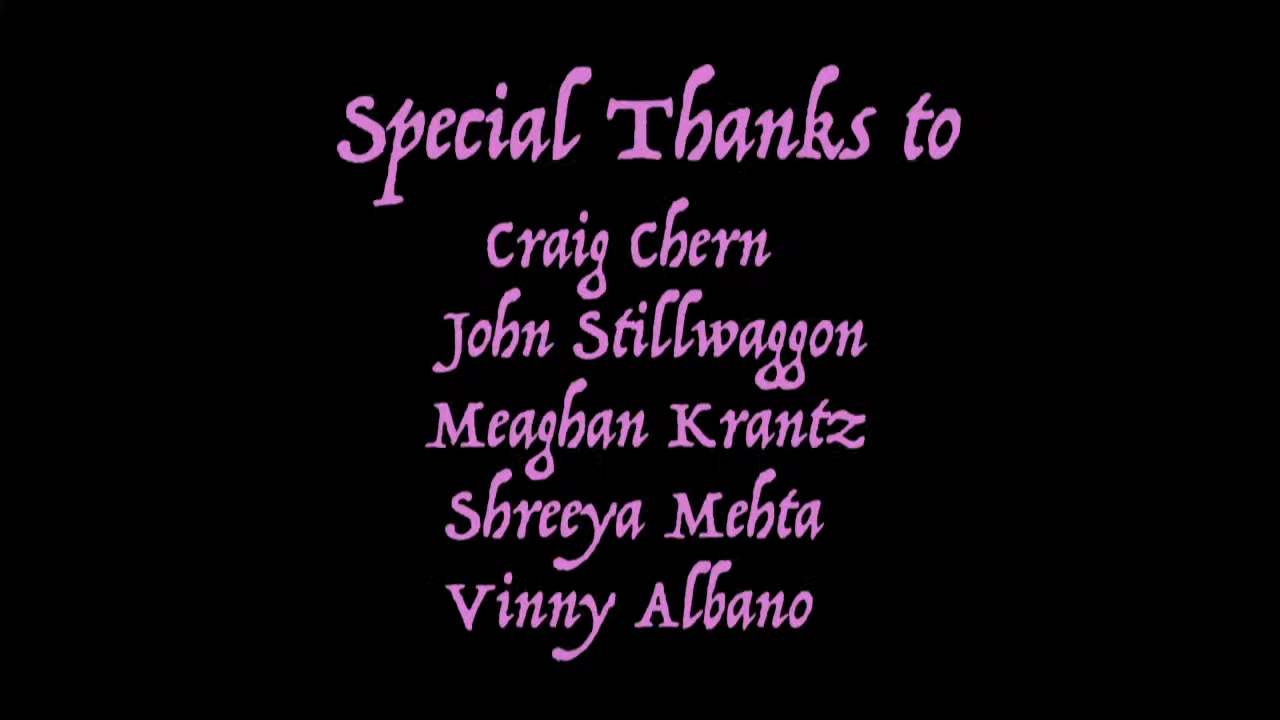 Special Thanks to
Craig Chern
John Stillwaggon
Meaghan Krantz
Shreeya Mehta
Vinny Albano